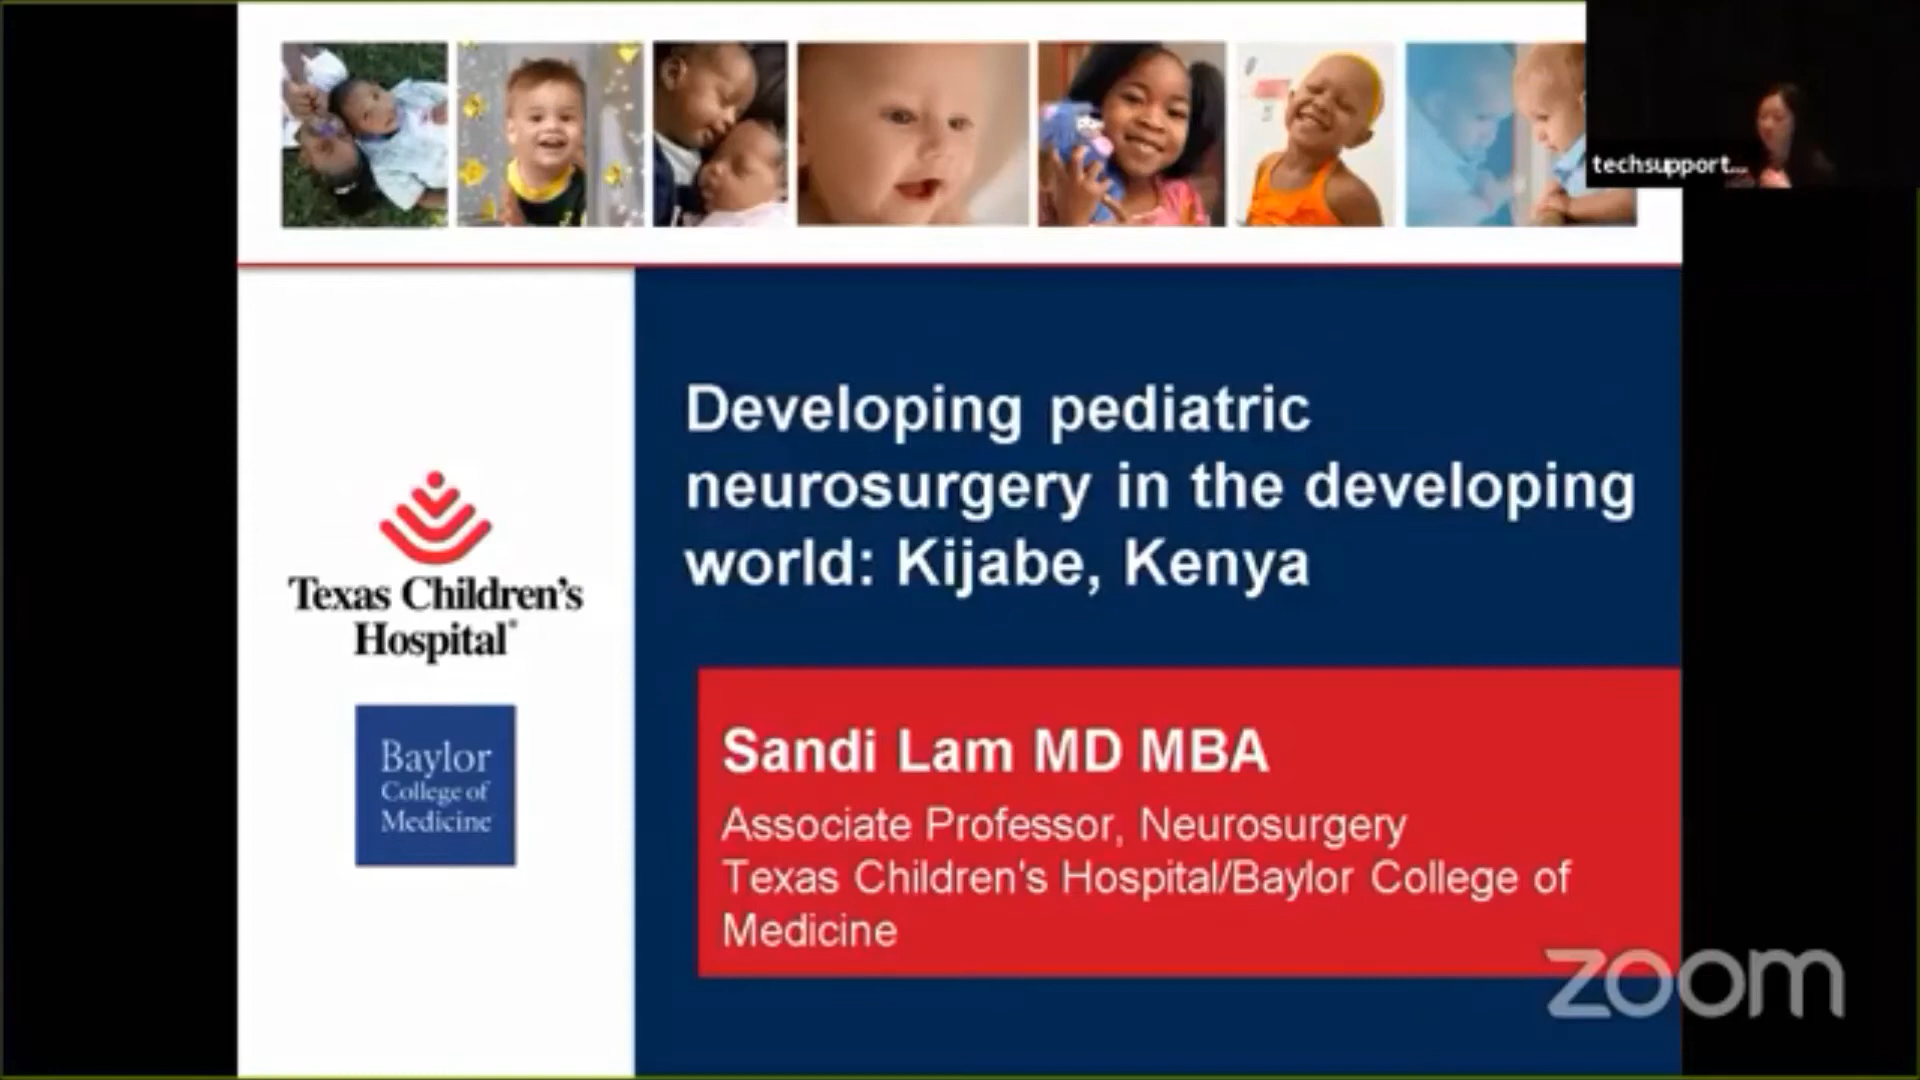 techsupport...
Developing pediatric
neurosurgery in the developing
world: Kijabe, Kenya
Texas Children's
Hospital®
Baylor
College of
Medicine
Sandi Lam MD MBA
Associate Professor, Neurosurgery
Texas Children's Hospital/Baylor College of
Medicine
zoom